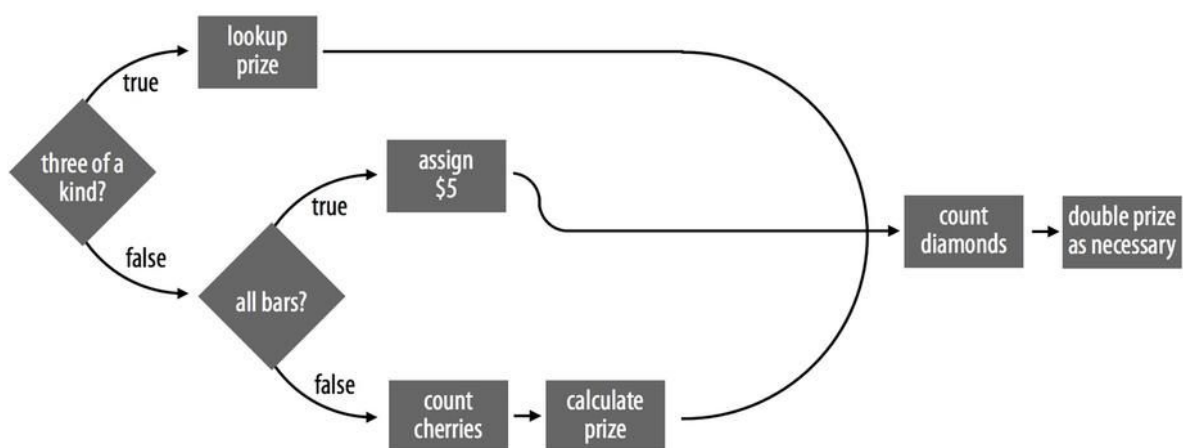 lookup
prize
true
three of a
kind?
assign
$5
true
count
diamonds
double prize
as necessary
false
all bars?
false
count
cherries
calculate
prize